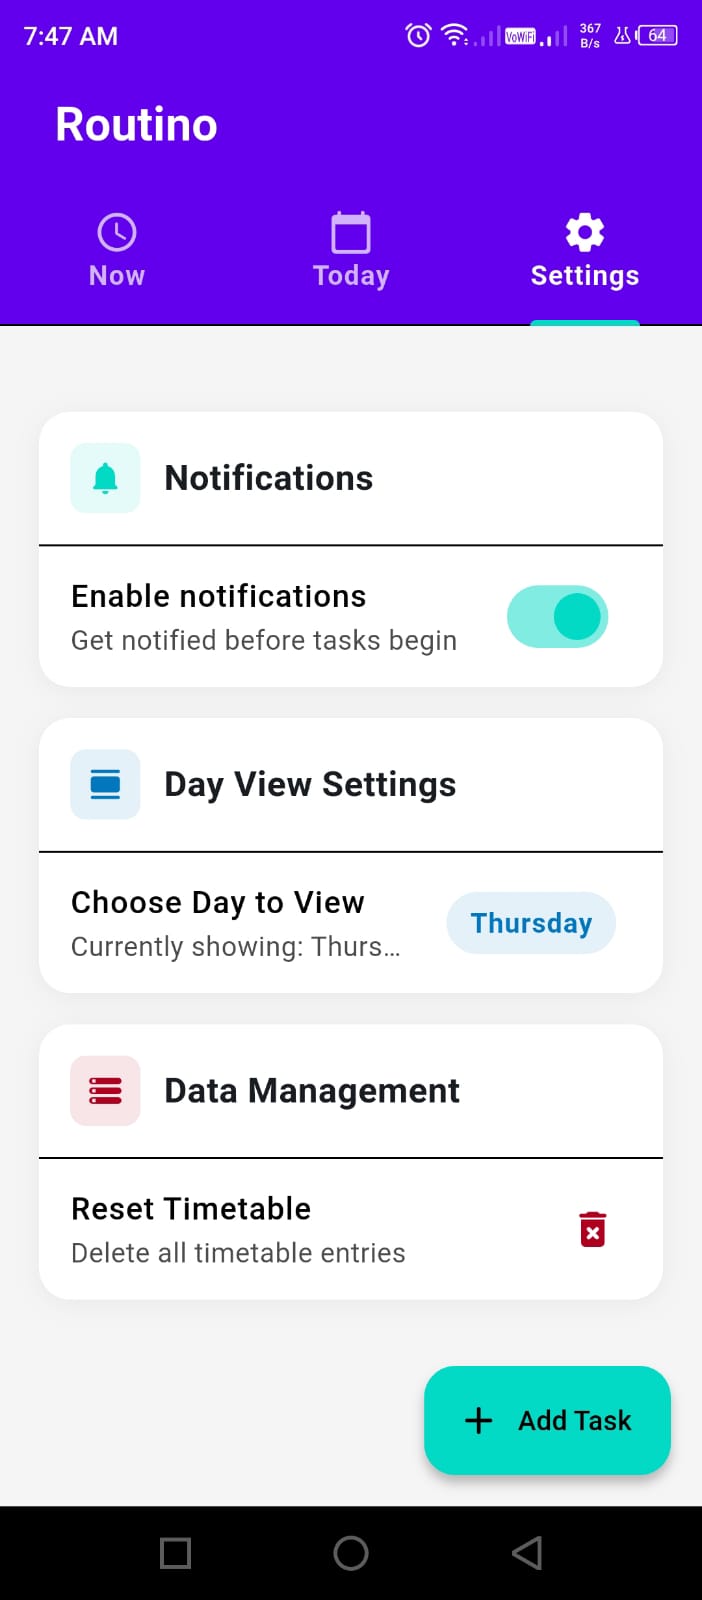 7:47 AM
VoWiFi
367
B/s
64
Routino
Now
Today
Settings
Notifications
Enable notifications
Get notified before tasks begin
Day View Settings
Choose Day to View
Currently showing: Thurs...
Thursday
Data Management
Reset Timetable
Delete all timetable entries
Add Task